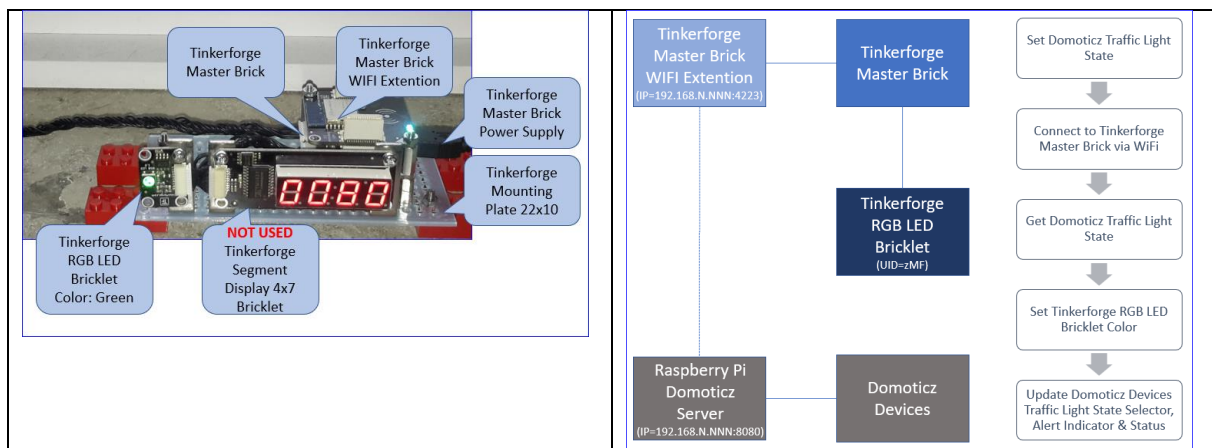 Tinkerforge
Master Brick
Tinkerforge
Master Brick
WIFI Extention
Tinkerforge
Master Brick
Power Supply
Tinkerforge
Mounting
Plate 22x10
0080
Tinkerforge
RGB LED
Bricklet
Color: Green
NOT USED
Tinkerforge
Segment
Display 4x7
Bricklet
Tinkerforge
Master Brick
WIFI Extention
(IP=192.168.N.NNN:4223)
Tinkerforge
Master Brick
Tinkerforge
RGB LED
Bricklet
(UID=zMF)
Raspberry Pi
Domoticz
Server
(IP=192.168.N.NNN:8080)
Domoticz
Devices
Set Domoticz Traffic Light
State
Connect to Tinkerforge
Master Brick via WiFi
Get Domoticz Traffic Light
State
Set Tinkerforge RGB LED
Bricklet Color
Update Domoticz Devices
Traffic Light State Selector,
Alert Indicator & Status